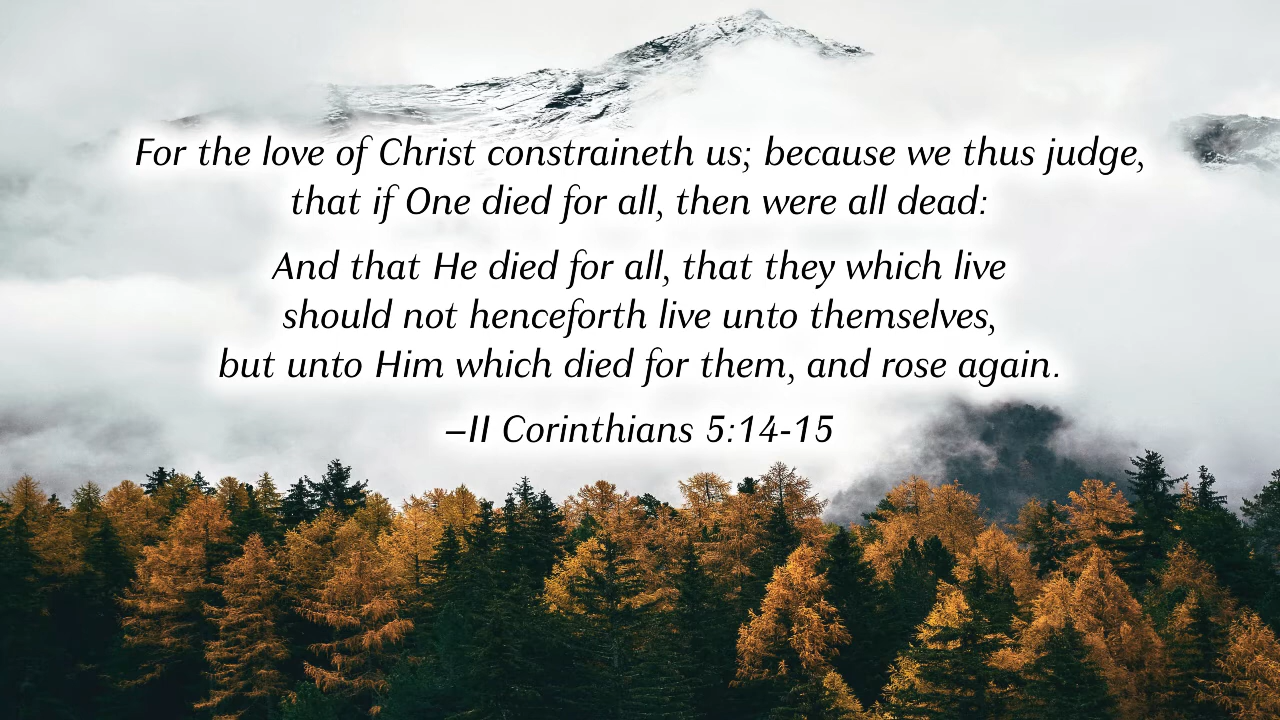 For the love of Christ constraineth us; because we thus judge,
that if One died for all, then were all dead:
And that He died for all, that they which live
should not henceforth live unto themselves,
but unto Him which died for them, and rose again.
–II Corinthians 5:14-15